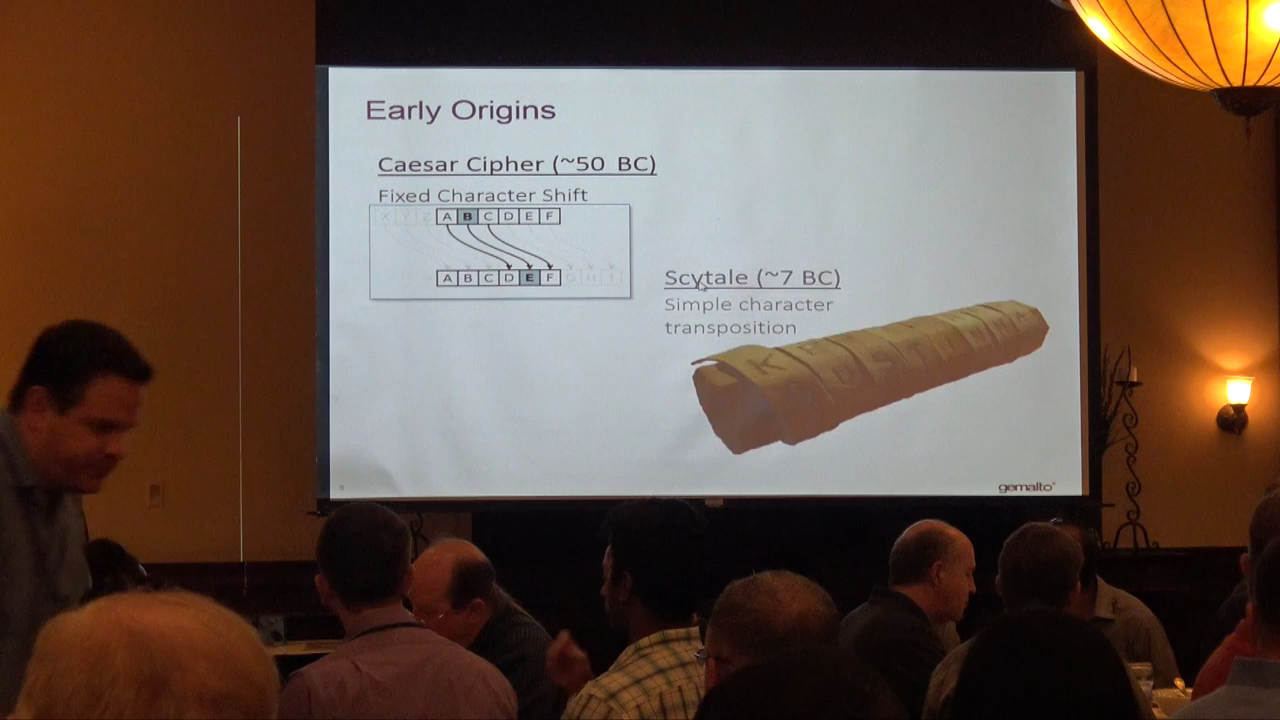 Early Origins
Caesar Cipher (~50 BC)
Fixed Character Shift
X Y Z A B C D E F
A B C D E F G H I
Scytale (~7 BC)
Simple character
transposition
K
gemalto